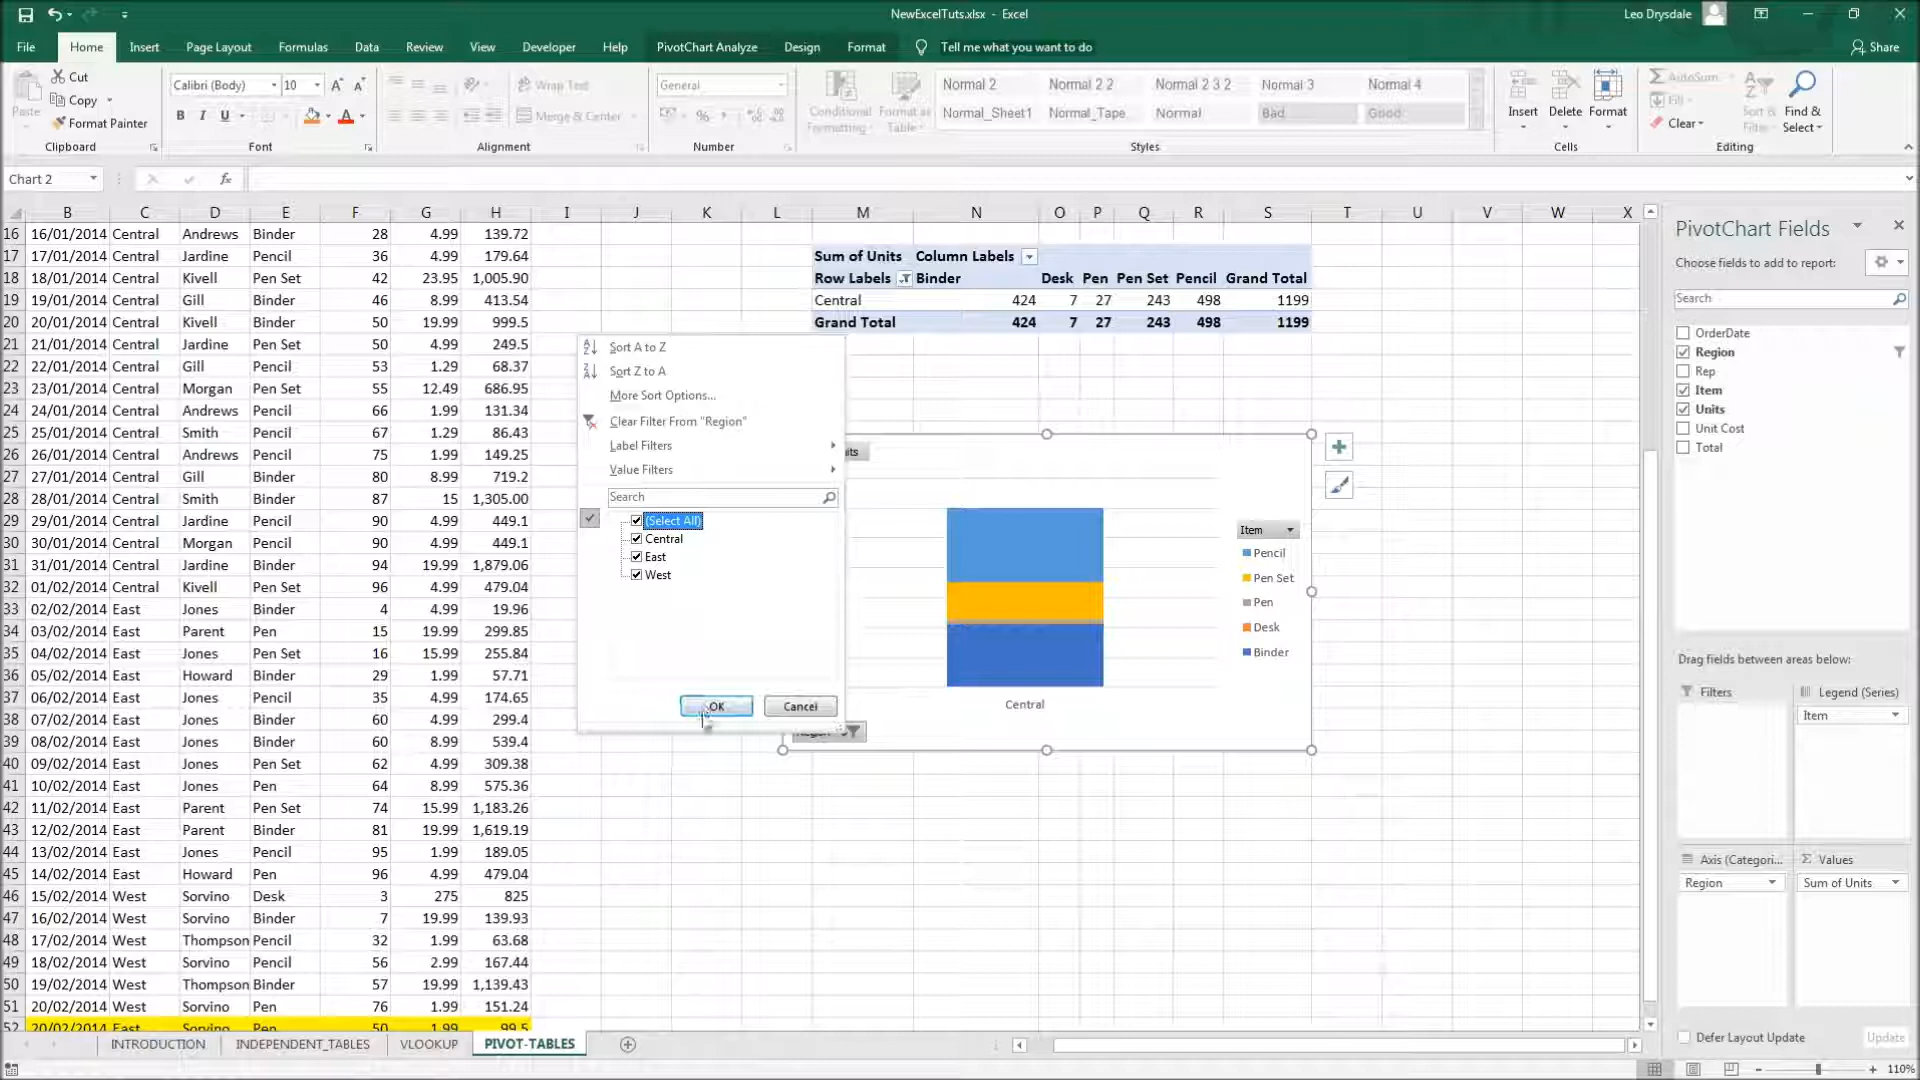 NewExcelTuts.xlsx - Excel
Leo Drysdale
File Home Insert Page Layout Formulas Data Review View Developer Help PivotChart Analyze Design Format Tell me what you want to do Share
Cut
Copy
Format Painter
Paste
Clipboard
Calibri (Body) 10
B I U
Font
Wrap Text
Merge & Center
Alignment
General
Number
Conditional Formatting
Format as Table
Normal 2 Normal 2 2 Normal 2 3 2 Normal 3 Normal 4
Normal_Sheet1 Normal_Tape... Normal Bad Good
Styles
Insert Delete Format
Cells
AutoSum
Fill
Clear
Sort & Filter
Find & Select
Editing
Chart 2
fx
B C D E F G H I J K L M N O P Q R S T U V W X
16 16/01/2014 Central Andrews Binder 28 4.99 139.72
17 17/01/2014 Central Jardine Pencil 36 4.99 179.64
18 18/01/2014 Central Kivell Pen Set 42 23.95 1,005.90
19 19/01/2014 Central Gill Binder 46 8.99 413.54
20 20/01/2014 Central Kivell Binder 50 19.99 999.5
21 21/01/2014 Central Jardine Pen Set 50 4.99 249.5
22 22/01/2014 Central Gill Pencil 53 1.29 68.37
23 23/01/2014 Central Morgan Pen Set 55 12.49 686.95
24 24/01/2014 Central Andrews Pencil 66 1.99 131.34
25 25/01/2014 Central Smith Pencil 67 1.29 86.43
26 26/01/2014 Central Andrews Pencil 75 1.99 149.25
27 27/01/2014 Central Gill Binder 80 8.99 719.2
28 28/01/2014 Central Smith Binder 87 15 1,305.00
29 29/01/2014 Central Jardine Pencil 90 4.99 449.1
30 30/01/2014 Central Morgan Pencil 90 4.99 449.1
31 31/01/2014 Central Jardine Binder 94 19.99 1,879.06
32 01/02/2014 Central Kivell Pen Set 96 4.99 479.04
33 02/02/2014 East Jones Binder 4 4.99 19.96
34 03/02/2014 East Parent Pen 15 19.99 299.85
35 04/02/2014 East Jones Pen Set 16 15.99 255.84
36 05/02/2014 East Howard Binder 29 1.99 57.71
37 06/02/2014 East Jones Pencil 35 4.99 174.65
38 07/02/2014 East Jones Binder 60 4.99 299.4
39 08/02/2014 East Jones Binder 60 8.99 539.4
40 09/02/2014 East Jones Pen Set 62 4.99 309.38
41 10/02/2014 East Jones Pen 64 8.99 575.36
42 11/02/2014 East Parent Pen Set 74 15.99 1,183.26
43 12/02/2014 East Parent Binder 81 19.99 1,619.19
44 13/02/2014 East Jones Pencil 95 1.99 189.05
45 14/02/2014 East Howard Pen 96 4.99 479.04
46 15/02/2014 West Sorvino Desk 3 275 825
47 16/02/2014 West Sorvino Binder 7 19.99 139.93
48 17/02/2014 West Thompson Pencil 32 1.99 63.68
49 18/02/2014 West Sorvino Pencil 56 2.99 167.44
50 19/02/2014 West Thompson Binder 57 19.99 1,139.43
51 20/02/2014 West Sorvino Pen 76 1.99 151.24
52 20/02/2014 East Sorvino Pen 50 1.99 99.5
Sum of Units Column Labels
Row Labels Binder Desk Pen Pen Set Pencil Grand Total
Central 424 7 27 243 498 1199
Grand Total 424 7 27 243 498 1199
Sort A to Z
Sort Z to A
More Sort Options...
Clear Filter From "Region"
Label Filters
Value Filters
Search
(Select All)
Central
East
West
OK Cancel
Item
Pencil
Pen Set
Pen
Desk
Binder
Central
PivotChart Fields
Choose fields to add to report:
Search
OrderDate
Region
Rep
Item
Units
Unit Cost
Total
Drag fields between areas below:
Filters Legend (Series)
Item
Axis (Categori... Σ Values
Region Sum of Units
Defer Layout Update Update
INTRODUCTION INDEPENDENT_TABLES VLOOKUP PIVOT-TABLES
110%